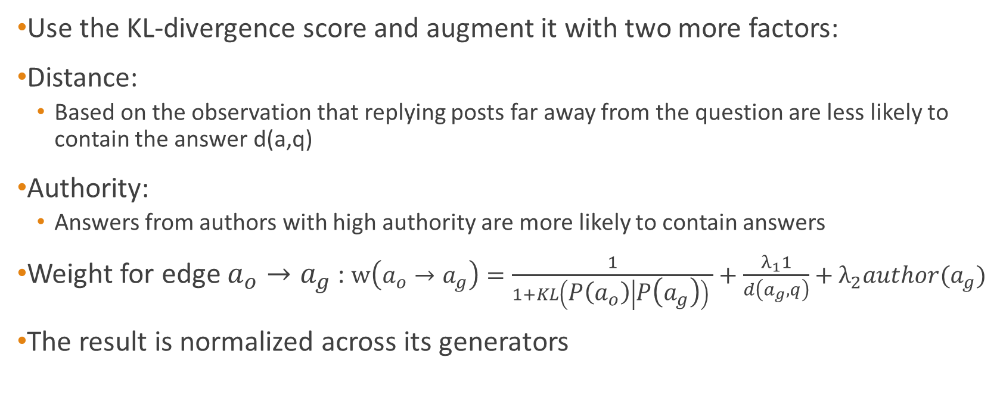 •Use the KL-divergence score and augment it with two more factors:
•Distance:
• Based on the observation that replying posts far away from the question are less likely to
contain the answer d(a,q)
•Authority:
• Answers from authors with high authority are more likely to contain answers
•Weight for edge $a_o \rightarrow a_g : \mathrm{w}(a_o \rightarrow a_g) = \frac{1}{1+KL(P(a_o)|P(a_g))} + \frac{\lambda_1 1}{d(a_g,q)} + \lambda_2 author(a_g)$
•The result is normalized across its generators